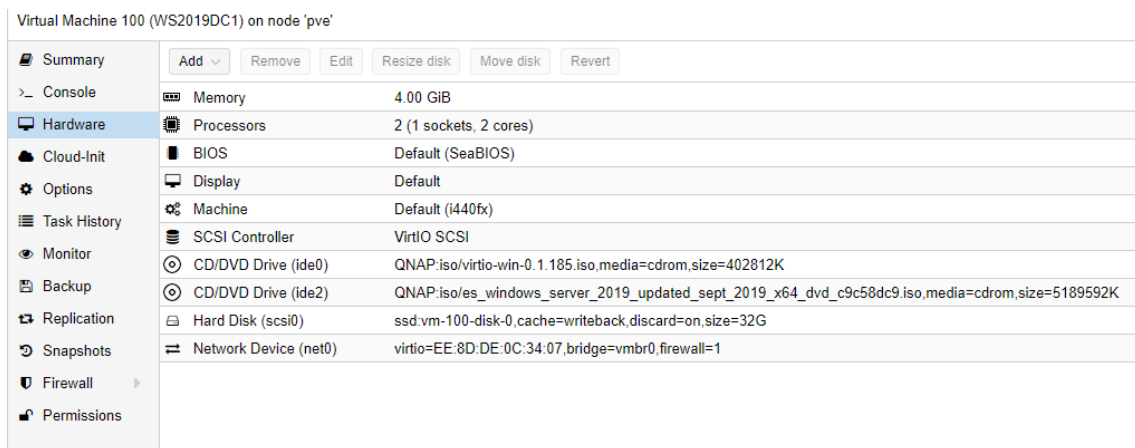 Virtual Machine 100 (WS2019DC1) on node 'pve'
Summary
Console
Hardware
Cloud-Init
Options
Task History
Monitor
Backup
Replication
Snapshots
Firewall
Permissions
Add Remove Edit Resize disk Move disk Revert
Memory 4.00 GiB
Processors 2 (1 sockets, 2 cores)
BIOS Default (SeaBIOS)
Display Default
Machine Default (i440fx)
SCSI Controller VirtIO SCSI
CD/DVD Drive (ide0) QNAP:iso/virtio-win-0.1.185.iso,media=cdrom,size=402812K
CD/DVD Drive (ide2) QNAP:iso/es_windows_server_2019_updated_sept_2019_x64_dvd_c9c58dc9.iso,media=cdrom,size=5189592K
Hard Disk (scsi0) ssd:vm-100-disk-0,cache=writeback,discard=on,size=32G
Network Device (net0) virtio=EE:8D:DE:0C:34:07,bridge=vmbr0,firewall=1